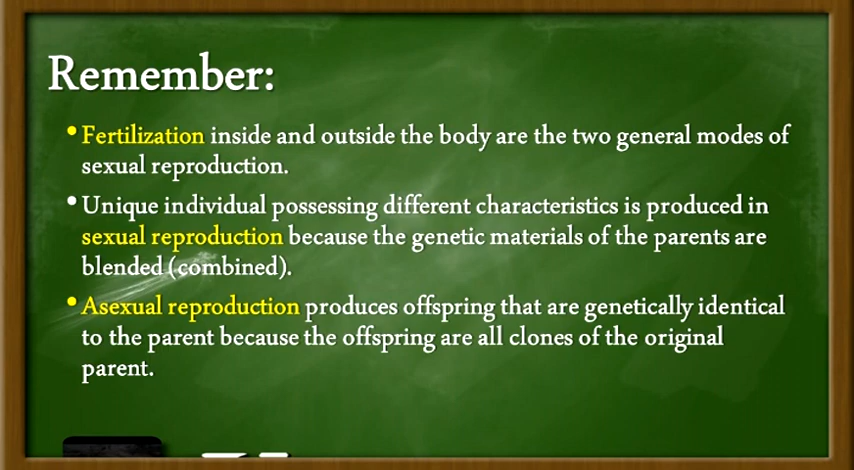 Remember:
•Fertilization inside and outside the body are the two general modes of
sexual reproduction.
•Unique individual possessing different characteristics is produced in
sexual reproduction because the genetic materials of the parents are
blended (combined).
•Asexual reproduction produces offspring that are genetically identical
to the parent because the offspring are all clones of the original
parent.